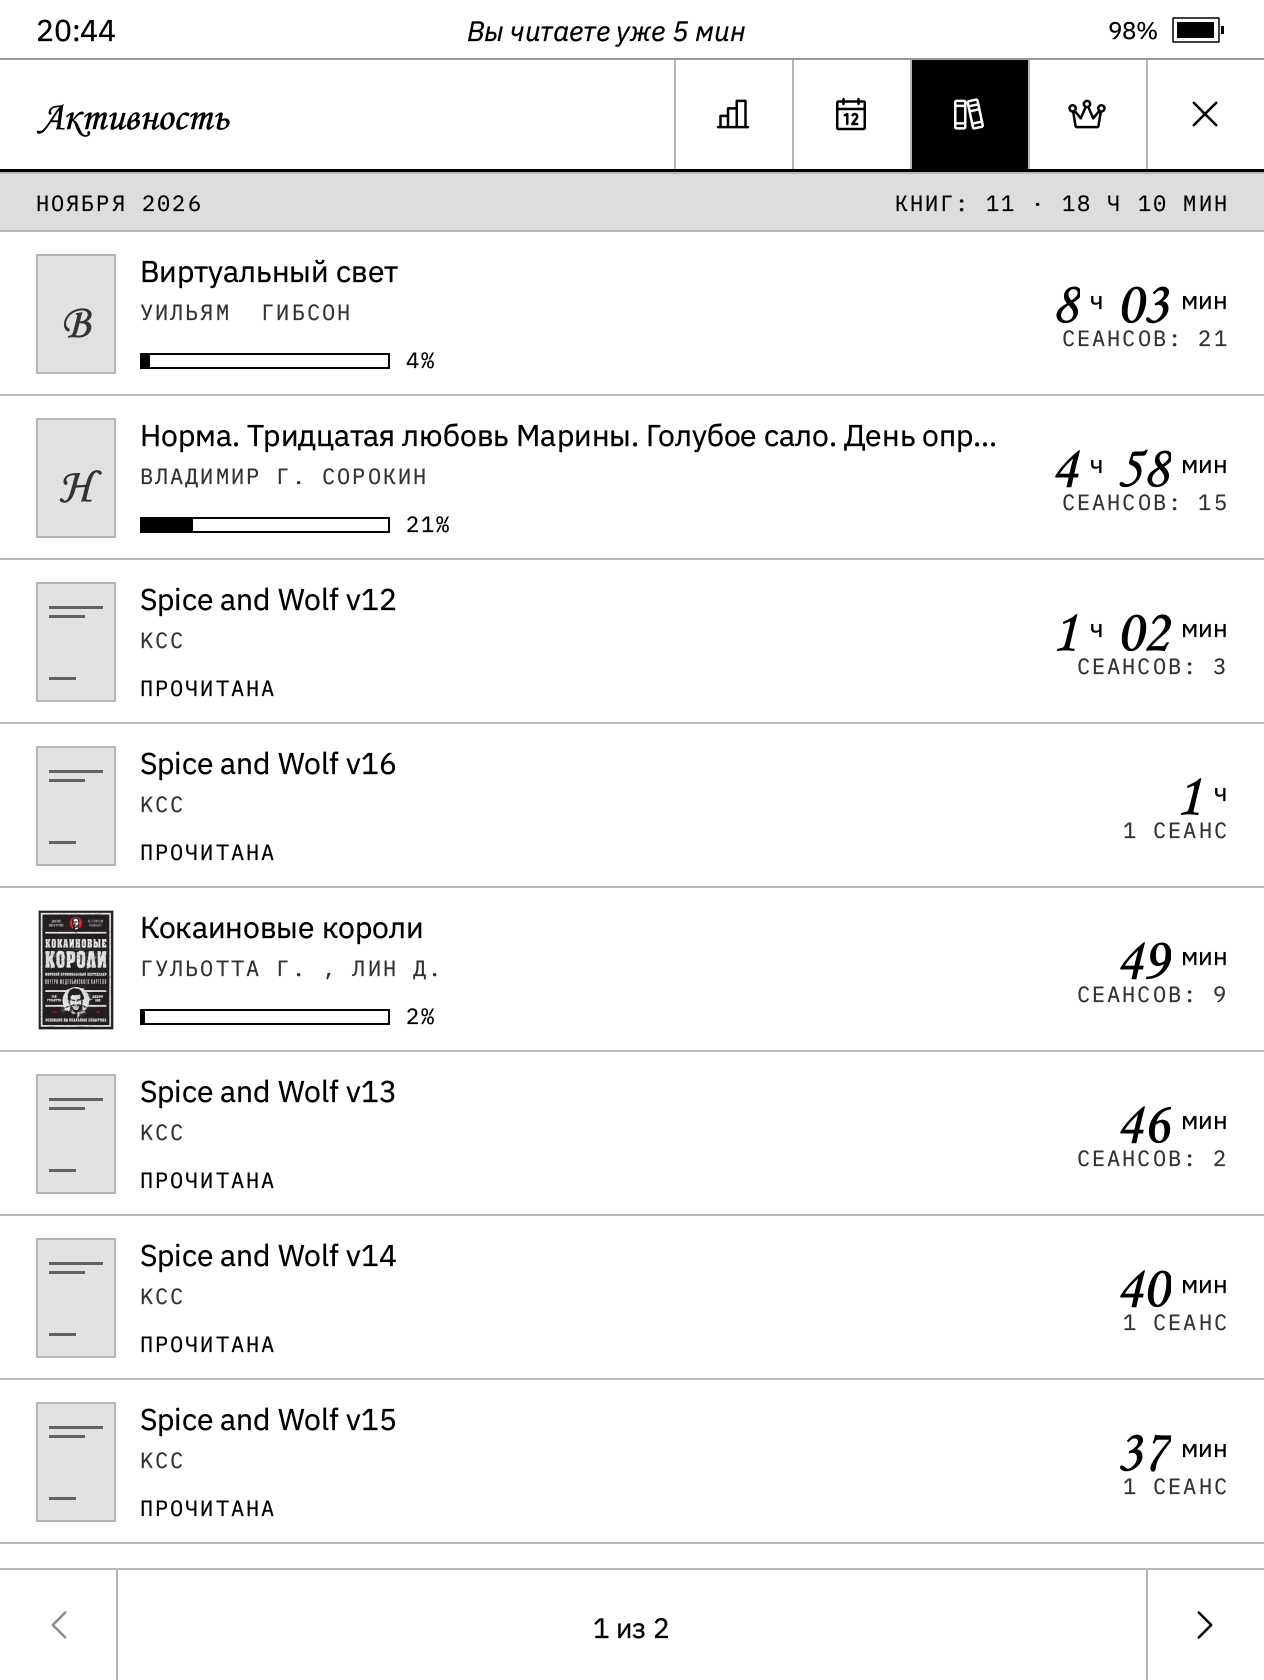 20:44
Вы читаете уже 5 мин
98%
Активность
12
НОЯБРЯ 2026
КНИГ: 11 · 18 Ч 10 МИН
В
Виртуальный свет
УИЛЬЯМ  ГИБСОН
4%
8 ч 03 мин
СЕАНСОВ: 21
Н
Норма. Тридцатая любовь Марины. Голубое сало. День опр...
ВЛАДИМИР Г. СОРОКИН
21%
4 ч 58 мин
СЕАНСОВ: 15
Spice and Wolf v12
КСС
ПРОЧИТАНА
1 ч 02 мин
СЕАНСОВ: 3
Spice and Wolf v16
КСС
ПРОЧИТАНА
1 ч
1 СЕАНС
КОКАИНОВЫЕ
КОРОЛИ
Кокаиновые короли
ГУЛЬОТТА Г. , ЛИН Д.
2%
49 мин
СЕАНСОВ: 9
Spice and Wolf v13
КСС
ПРОЧИТАНА
46 мин
СЕАНСОВ: 2
Spice and Wolf v14
КСС
ПРОЧИТАНА
40 мин
1 СЕАНС
Spice and Wolf v15
КСС
ПРОЧИТАНА
37 мин
1 СЕАНС
1 из 2